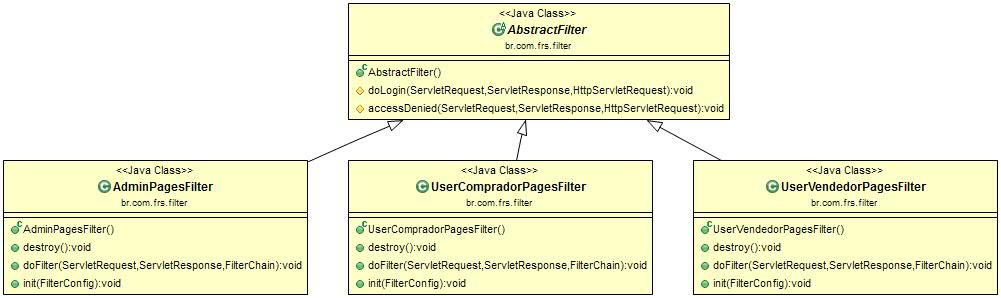 <<Java Class>>
AbstractFilter
br.com.frs.filter
AbstractFilter()
doLogin(ServletRequest,ServletResponse,HttpServletRequest):void
accessDenied(ServletRequest,ServletResponse,HttpServletRequest):void
<<Java Class>>
AdminPagesFilter
br.com.frs.filter
AdminPagesFilter()
destroy():void
doFilter(ServletRequest,ServletResponse,FilterChain):void
init(FilterConfig):void
<<Java Class>>
UserCompradorPagesFilter
br.com.frs.filter
UserCompradorPagesFilter()
destroy():void
doFilter(ServletRequest,ServletResponse,FilterChain):void
init(FilterConfig):void
<<Java Class>>
UserVendedorPagesFilter
br.com.frs.filter
UserVendedorPagesFilter()
destroy():void
doFilter(ServletRequest,ServletResponse,FilterChain):void
init(FilterConfig):void